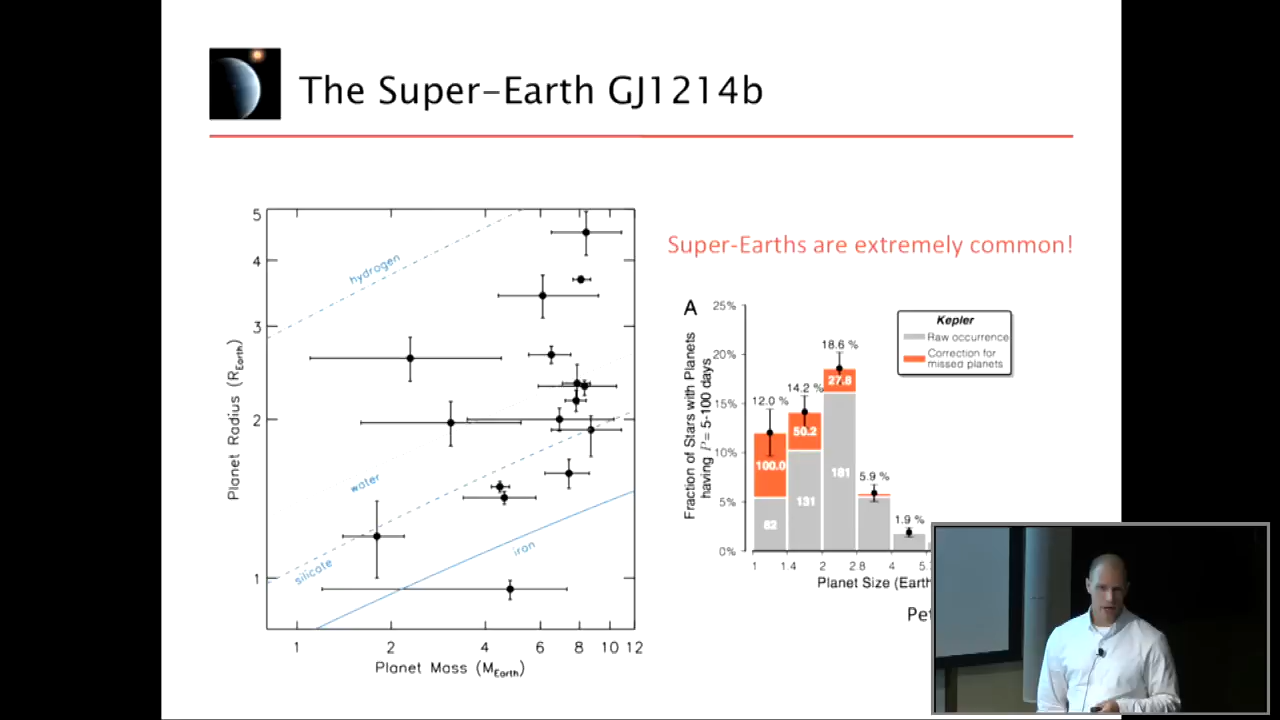 The Super-Earth GJ1214b
Super-Earths are extremely common!
5
4
3
2
1
Planet Radius (REarth)
hydrogen
water
silicate
iron
1 2 4 6 8 10 12
Planet Mass (MEarth)
A
25%
20%
15%
10%
5%
0%
Fraction of Stars with Planets
having P = 5-100 days
Kepler
Raw occurrence
Correction for
missed planets
12.0 %
14.2 %
18.6 %
5.9 %
1.9 %
100.0
50.2
27.8
82
131
181
1 1.4 2 2.8 4 5.
Planet Size (Earth
Pet